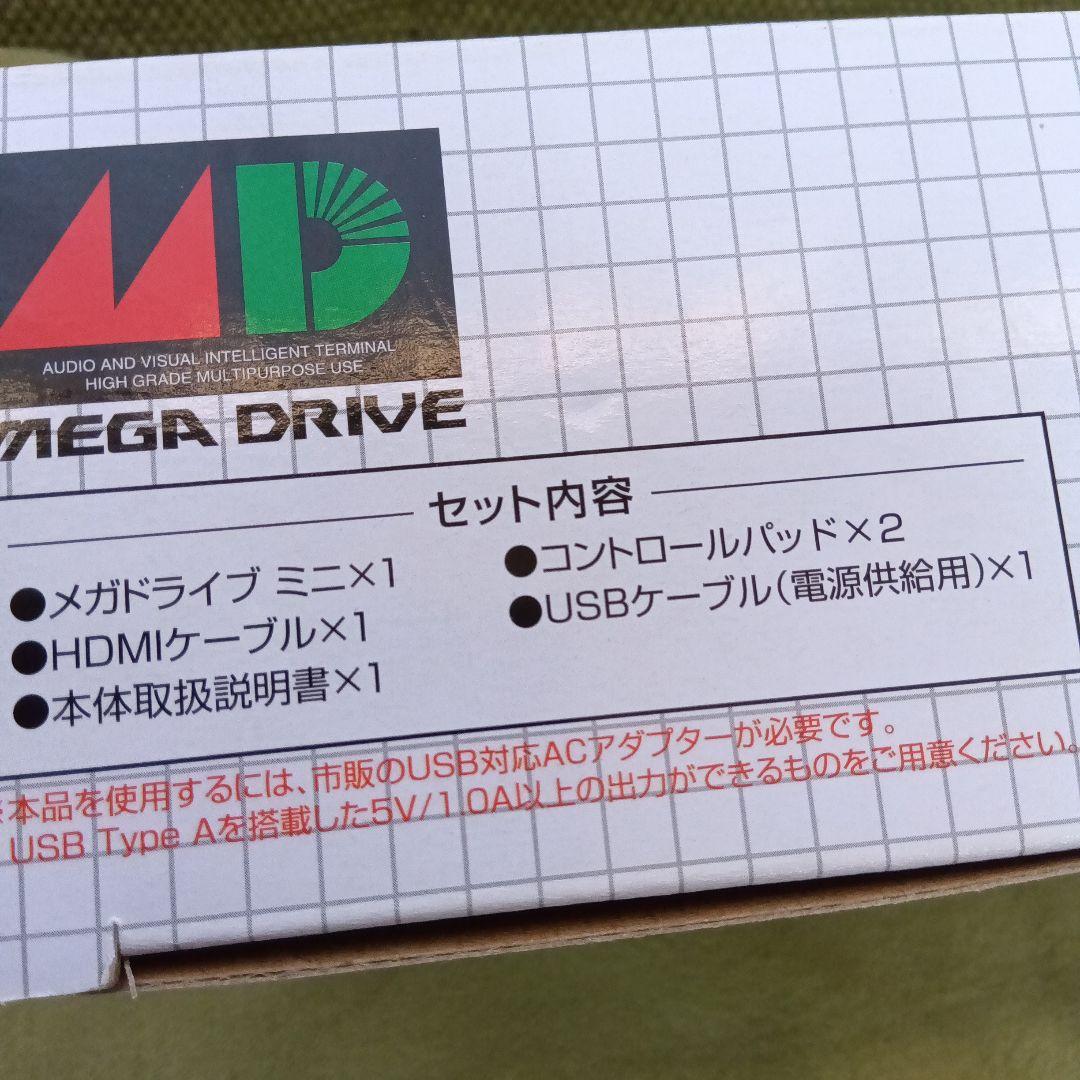 MD
AUDIO AND VISUAL INTELLIGENT TERMINAL
HIGH GRADE MULTIPURPOSE USE
MEGA DRIVE
セット内容
●メガドライブ ミニ×1
●HDMIケーブル×1
●本体取扱説明書×1
●コントロールパッド×2
●USBケーブル(電源供給用)×1
※本品を使用するには、市販のUSB対応ACアダプターが必要です。
USB Type Aを搭載した5V/1.0A以上の出力ができるものをご用意ください。